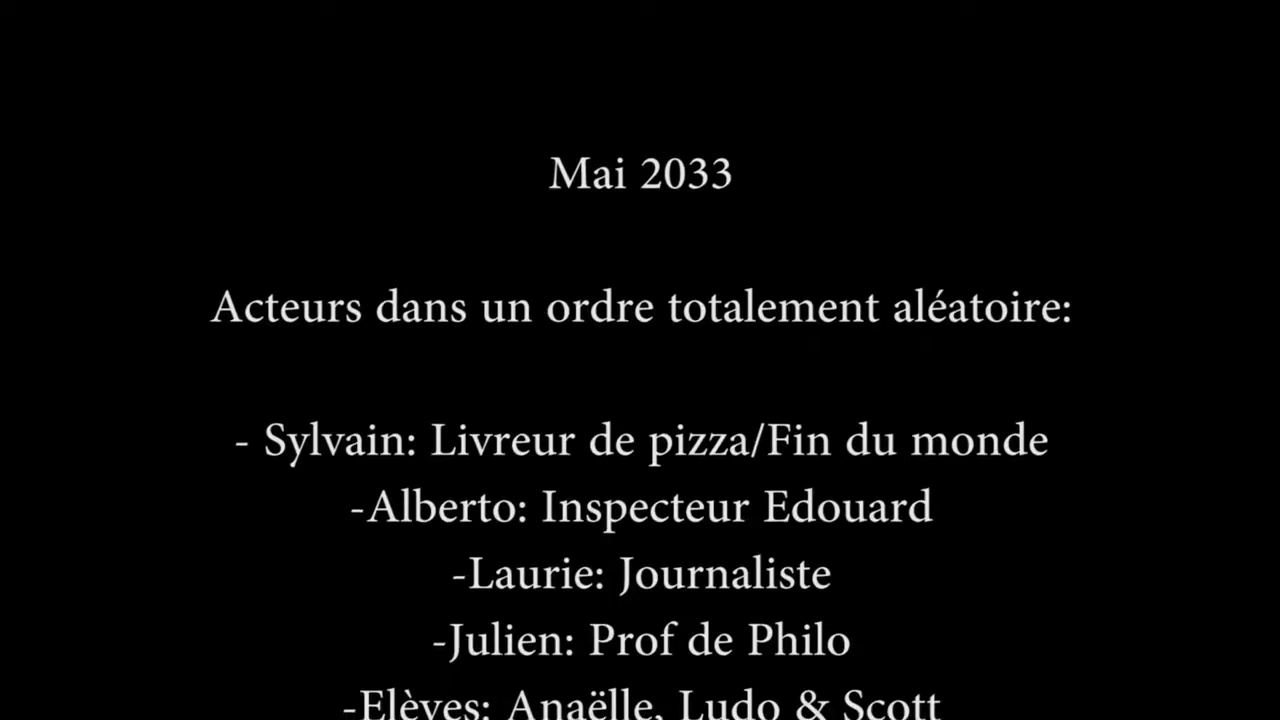 Mai 2033
Acteurs dans un ordre totalement aléatoire:
- Sylvain: Livreur de pizza/Fin du monde
-Alberto: Inspecteur Edouard
-Laurie: Journaliste
-Julien: Prof de Philo
-Elèves: Anaëlle, Ludo & Scott